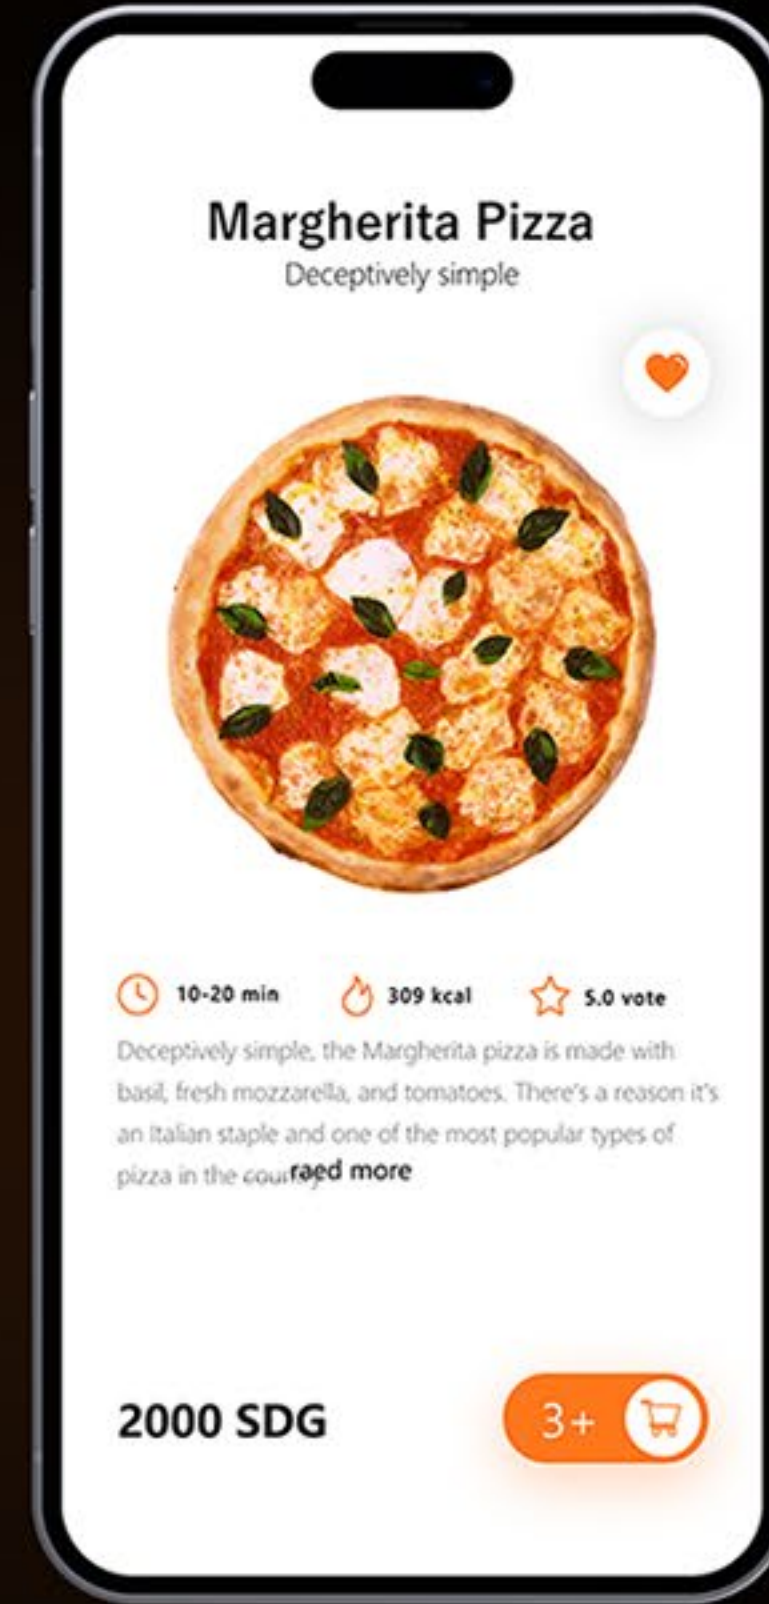 Margherita Pizza
Deceptively simple
10-20 min 309 kcal 5.0 vote
Deceptively simple, the Margherita pizza is made with
basil, fresh mozzarella, and tomatoes. There's a reason it's
an Italian staple and one of the most popular types of
pizza in the raed more
2000 SDG 3+